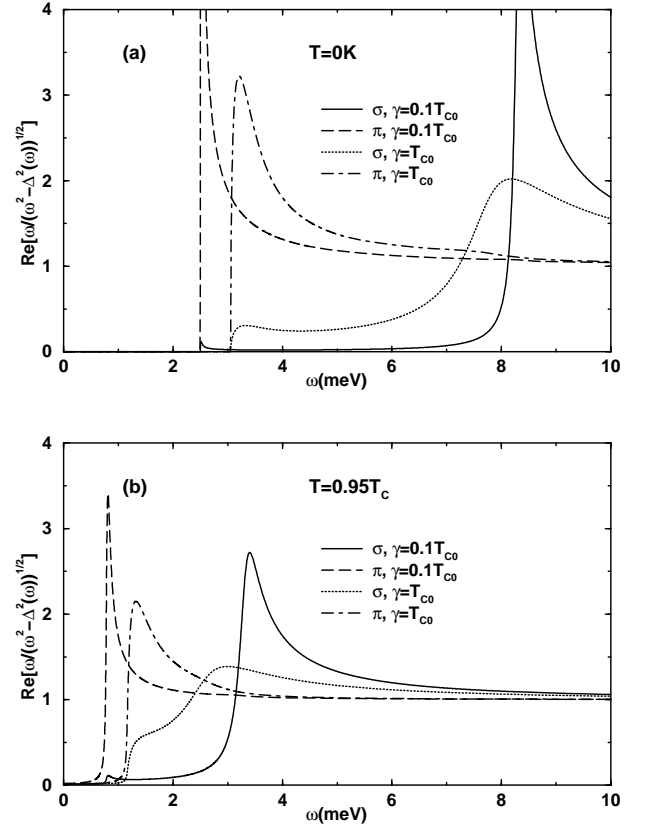 4
(a) T=0K
3
σ, γ=0.1T_C0
π, γ=0.1T_C0
σ, γ=T_C0
π, γ=T_C0
2
1
0
Re[ω/(ω²−Δ²(ω))^1/2]
0 2 4 6 8 10
ω(meV)
4
(b) T=0.95T_C
3
σ, γ=0.1T_C0
π, γ=0.1T_C0
σ, γ=T_C0
π, γ=T_C0
2
1
0
Re[ω/(ω²−Δ²(ω))^1/2]
0 2 4 6 8 10
ω(meV)